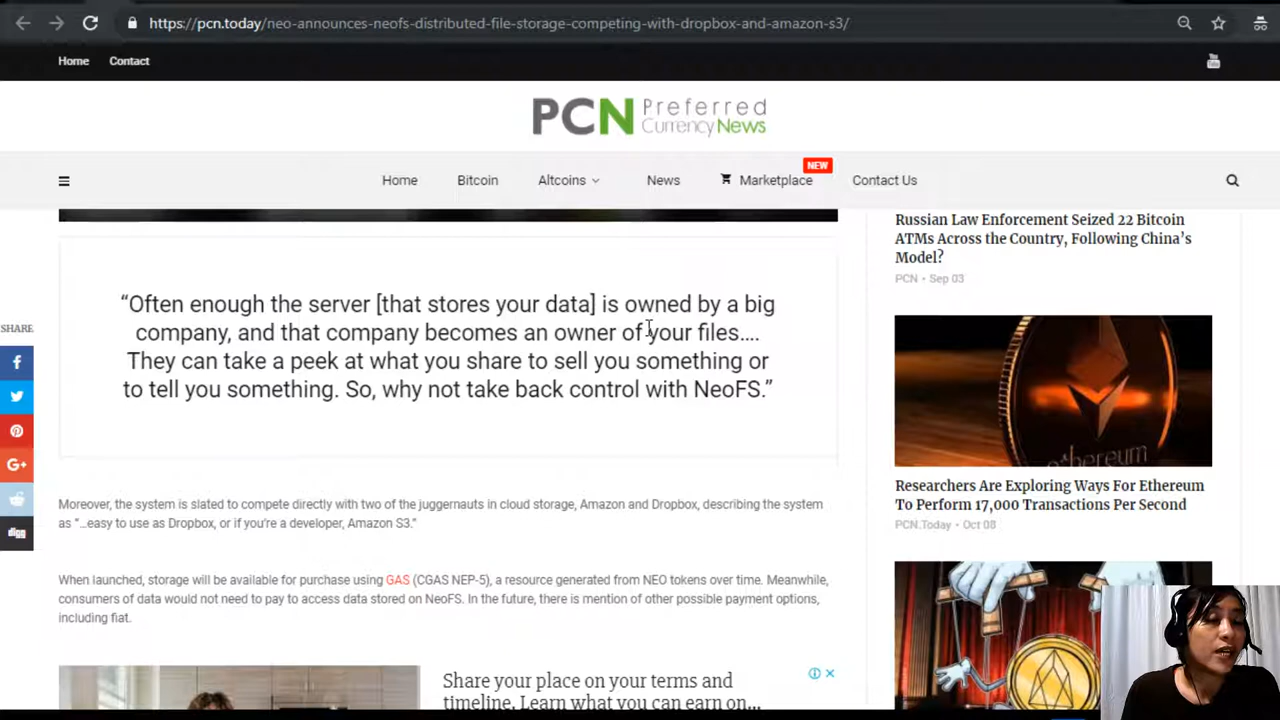 https://pcn.today/neo-announces-neofs-distributed-file-storage-competing-with-dropbox-and-amazon-s3/
Home Contact
PCN Preferred
Currency News
NEW
Home Bitcoin Altcoins News Marketplace Contact Us
SHARE
“Often enough the server [that stores your data] is owned by a big
company, and that company becomes an owner of your files….
They can take a peek at what you share to sell you something or
to tell you something. So, why not take back control with NeoFS.”
Moreover, the system is slated to compete directly with two of the juggernauts in cloud storage, Amazon and Dropbox, describing the system
as “…easy to use as Dropbox, or if you're a developer, Amazon S3.”
When launched, storage will be available for purchase using GAS (CGAS NEP-5), a resource generated from NEO tokens over time. Meanwhile,
consumers of data would not need to pay to access data stored on NeoFS. In the future, there is mention of other possible payment options,
including fiat.
Share your place on your terms and
timeline. Learn what you can earn on...
Russian Law Enforcement Seized 22 Bitcoin
ATMs Across the Country, Following China’s
Model?
PCN • Sep 03
ethereum
Researchers Are Exploring Ways For Ethereum
To Perform 17,000 Transactions Per Second
PCN.Today • Oct 08
G+
digg